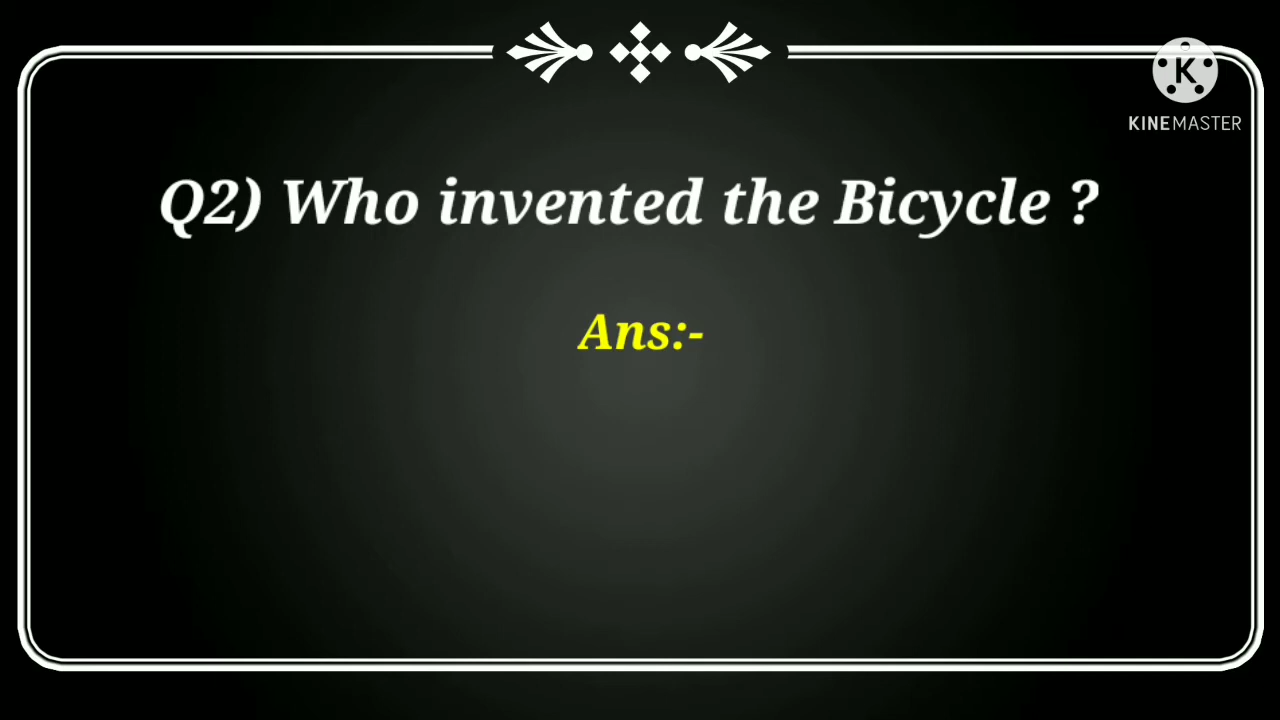 K
KINEMASTER
Q2) Who invented the Bicycle ?
Ans:-